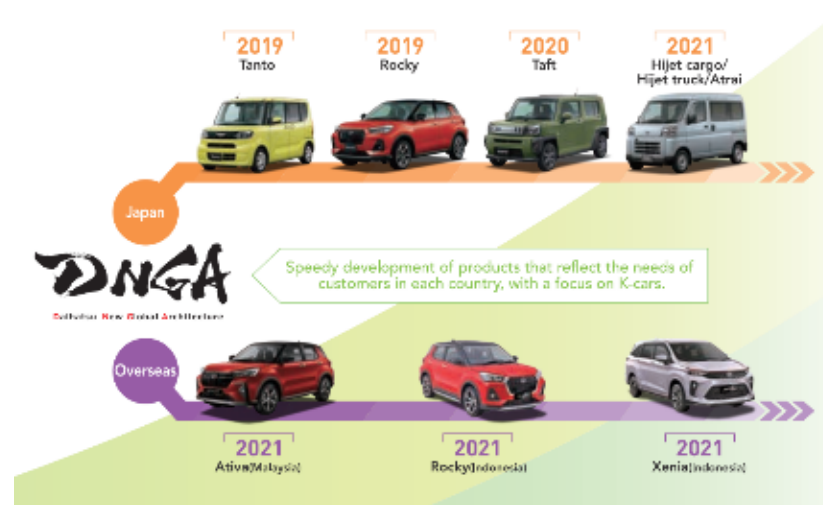 2019
Tanto
2019
Rocky
2020
Taft
2021
Hijet cargo/
Hijet truck/Atrai
Japan
DNGA
Daihatsu New Global Architecture
Speedy development of products that reflect the needs of
customers in each country, with a focus on K-cars.
Overseas
2021
Ativa(Malaysia)
2021
Rocky(Indonesia)
2021
Xenia(Indonesia)